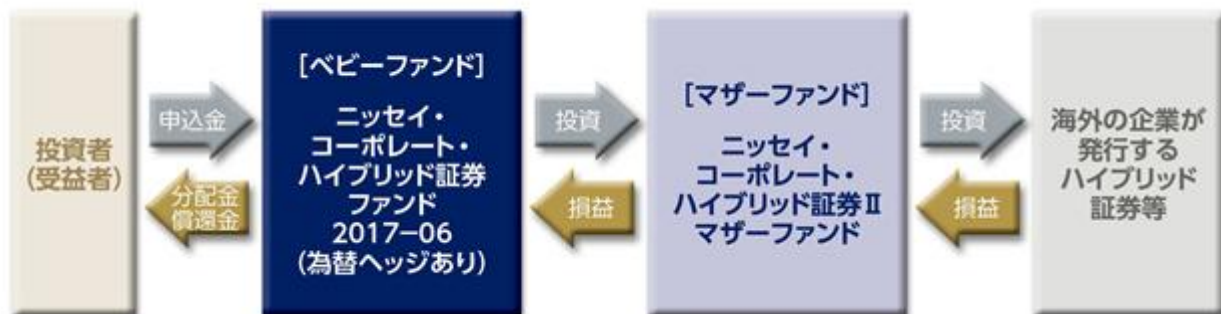 投資者
(受益者)
申込金
分配金
償還金
[ベビーファンド]
ニッセイ・
コーポレート・
ハイブリッド証券
ファンド
2017−06
(為替ヘッジあり)
投資
損益
[マザーファンド]
ニッセイ・
コーポレート・
ハイブリッド証券Ⅱ
マザーファンド
投資
損益
海外の企業が
発行する
ハイブリッド
証券等